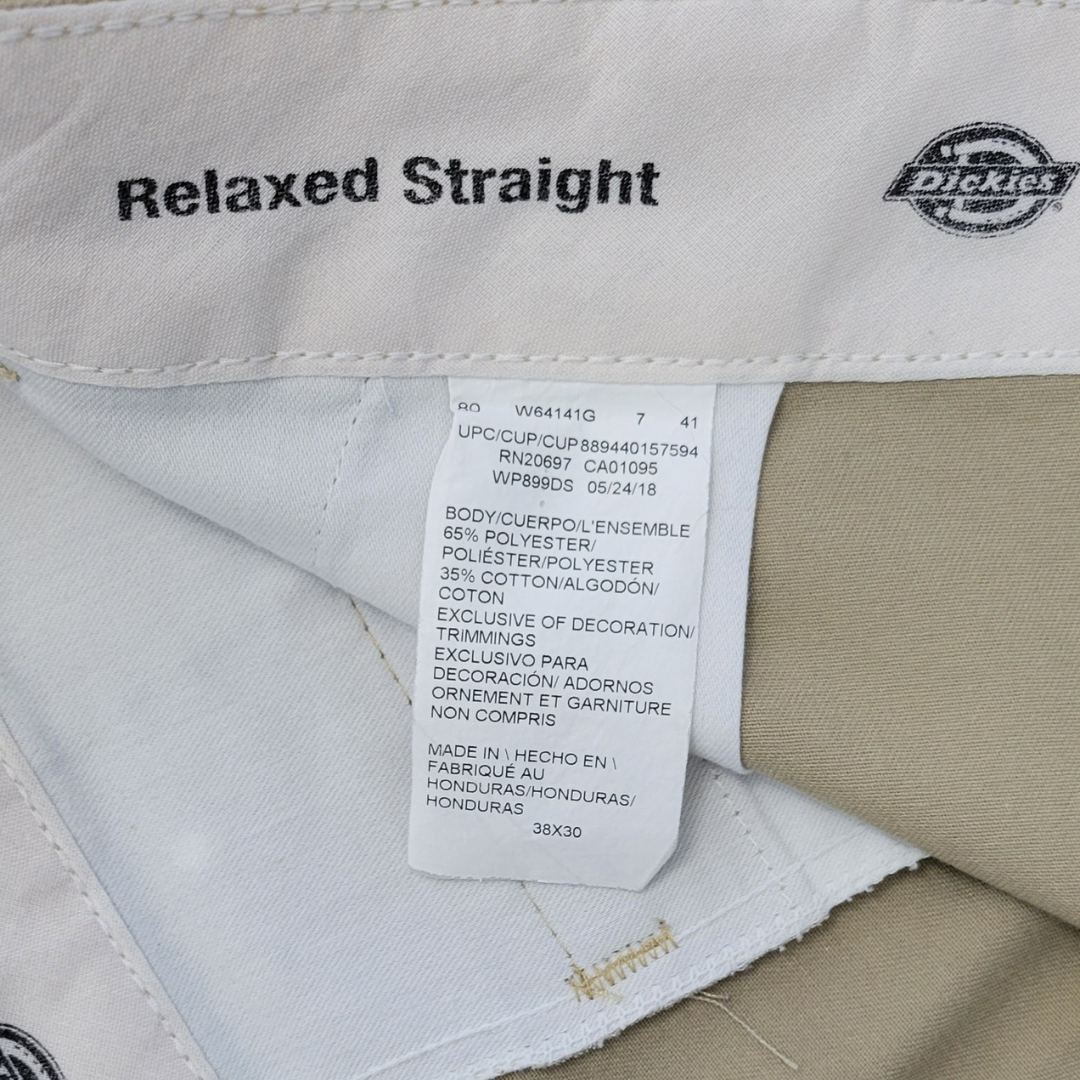 Relaxed Straight
Dickies
80 W64141G 7 41
UPC/CUP/CUP889440157594
RN20697 CA01095
WP899DS 05/24/18
BODY/CUERPO/L'ENSEMBLE
65% POLYESTER/
POLIÉSTER/POLYESTER
35% COTTON/ALGODÓN/
COTON
EXCLUSIVE OF DECORATION/
TRIMMINGS
EXCLUSIVO PARA
DECORACIÓN/ ADORNOS
ORNEMENT ET GARNITURE
NON COMPRIS
MADE IN \ HECHO EN \
FABRIQUÉ AU
HONDURAS/HONDURAS/
HONDURAS
38X30